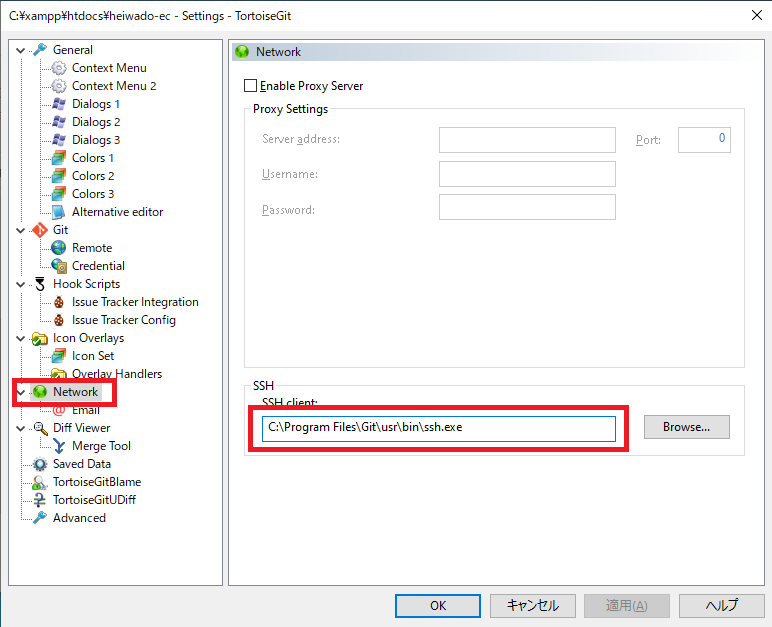 C:¥xampp¥htdocs¥heiwado-ec - Settings - TortoiseGit
General
Context Menu
Context Menu 2
Dialogs 1
Dialogs 2
Dialogs 3
Colors 1
Colors 2
Colors 3
Alternative editor
Git
Remote
Credential
Hook Scripts
Issue Tracker Integration
Issue Tracker Config
Icon Overlays
Icon Set
Overlay Handlers
Network
Email
Diff Viewer
Merge Tool
Saved Data
TortoiseGitBlame
TortoiseGitUDiff
Advanced
Network
Enable Proxy Server
Proxy Settings
Server address:
Port: 0
Username:
Password:
SSH
SSH client:
C:\Program Files\Git\usr\bin\ssh.exe
Browse...
OK キャンセル 適用(A) ヘルプ